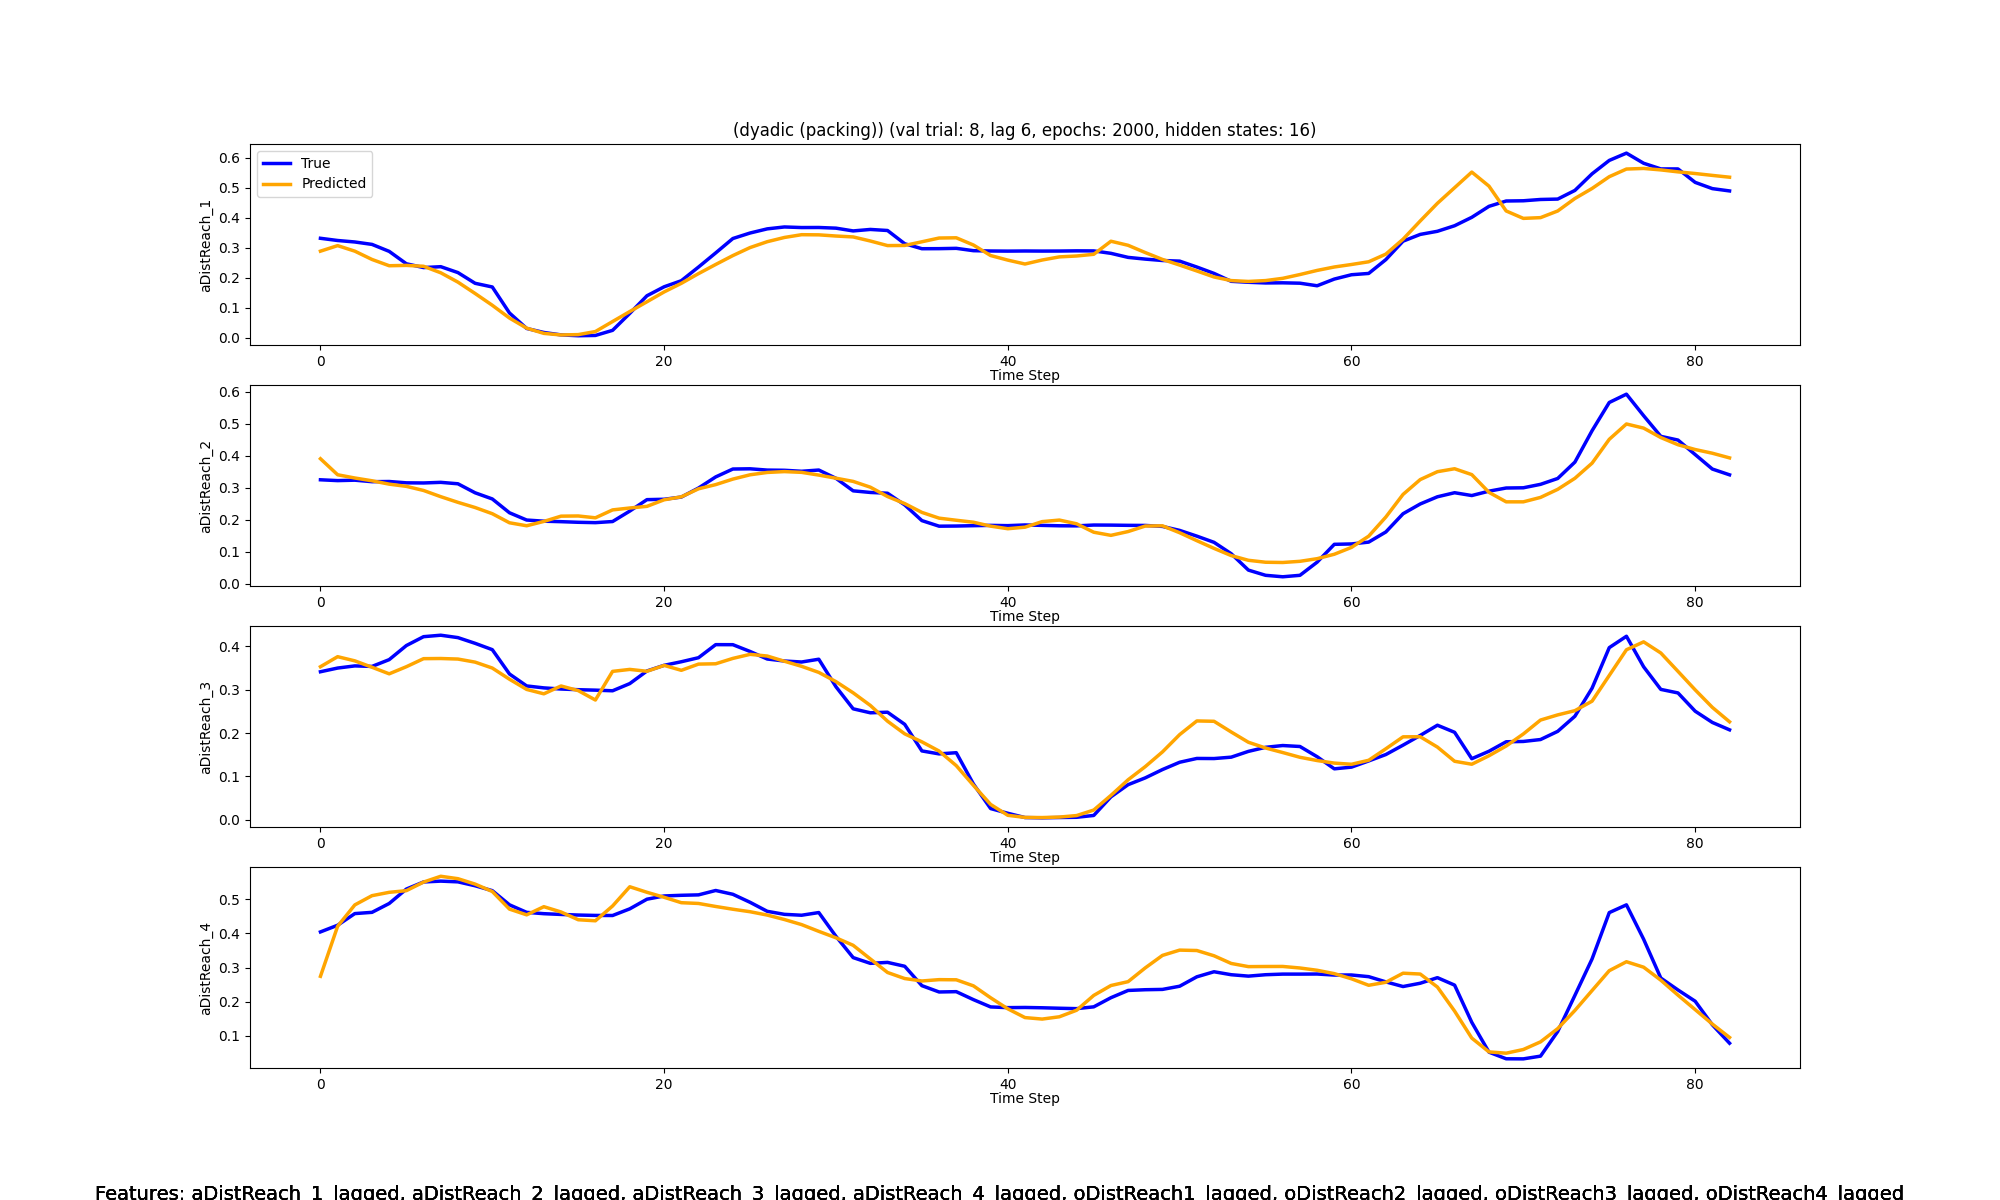 (dyadic (packing)) (val trial: 8, lag 6, epochs: 2000, hidden states: 16)
True
Predicted
aDistReach_1
0.6
0.5
0.4
0.3
0.2
0.1
0.0
0 20 40 60 80
Time Step
aDistReach_2
0.6
0.5
0.4
0.3
0.2
0.1
0.0
0 20 40 60 80
Time Step
aDistReach_3
0.4
0.3
0.2
0.1
0.0
0 20 40 60 80
Time Step
aDistReach_4
0.5
0.4
0.3
0.2
0.1
0 20 40 60 80
Time Step
Features: aDistReach_1_lagged, aDistReach_2_lagged, aDistReach_3_lagged, aDistReach_4_lagged, oDistReach1_lagged, oDistReach2_lagged, oDistReach3_lagged, oDistReach4_lagged